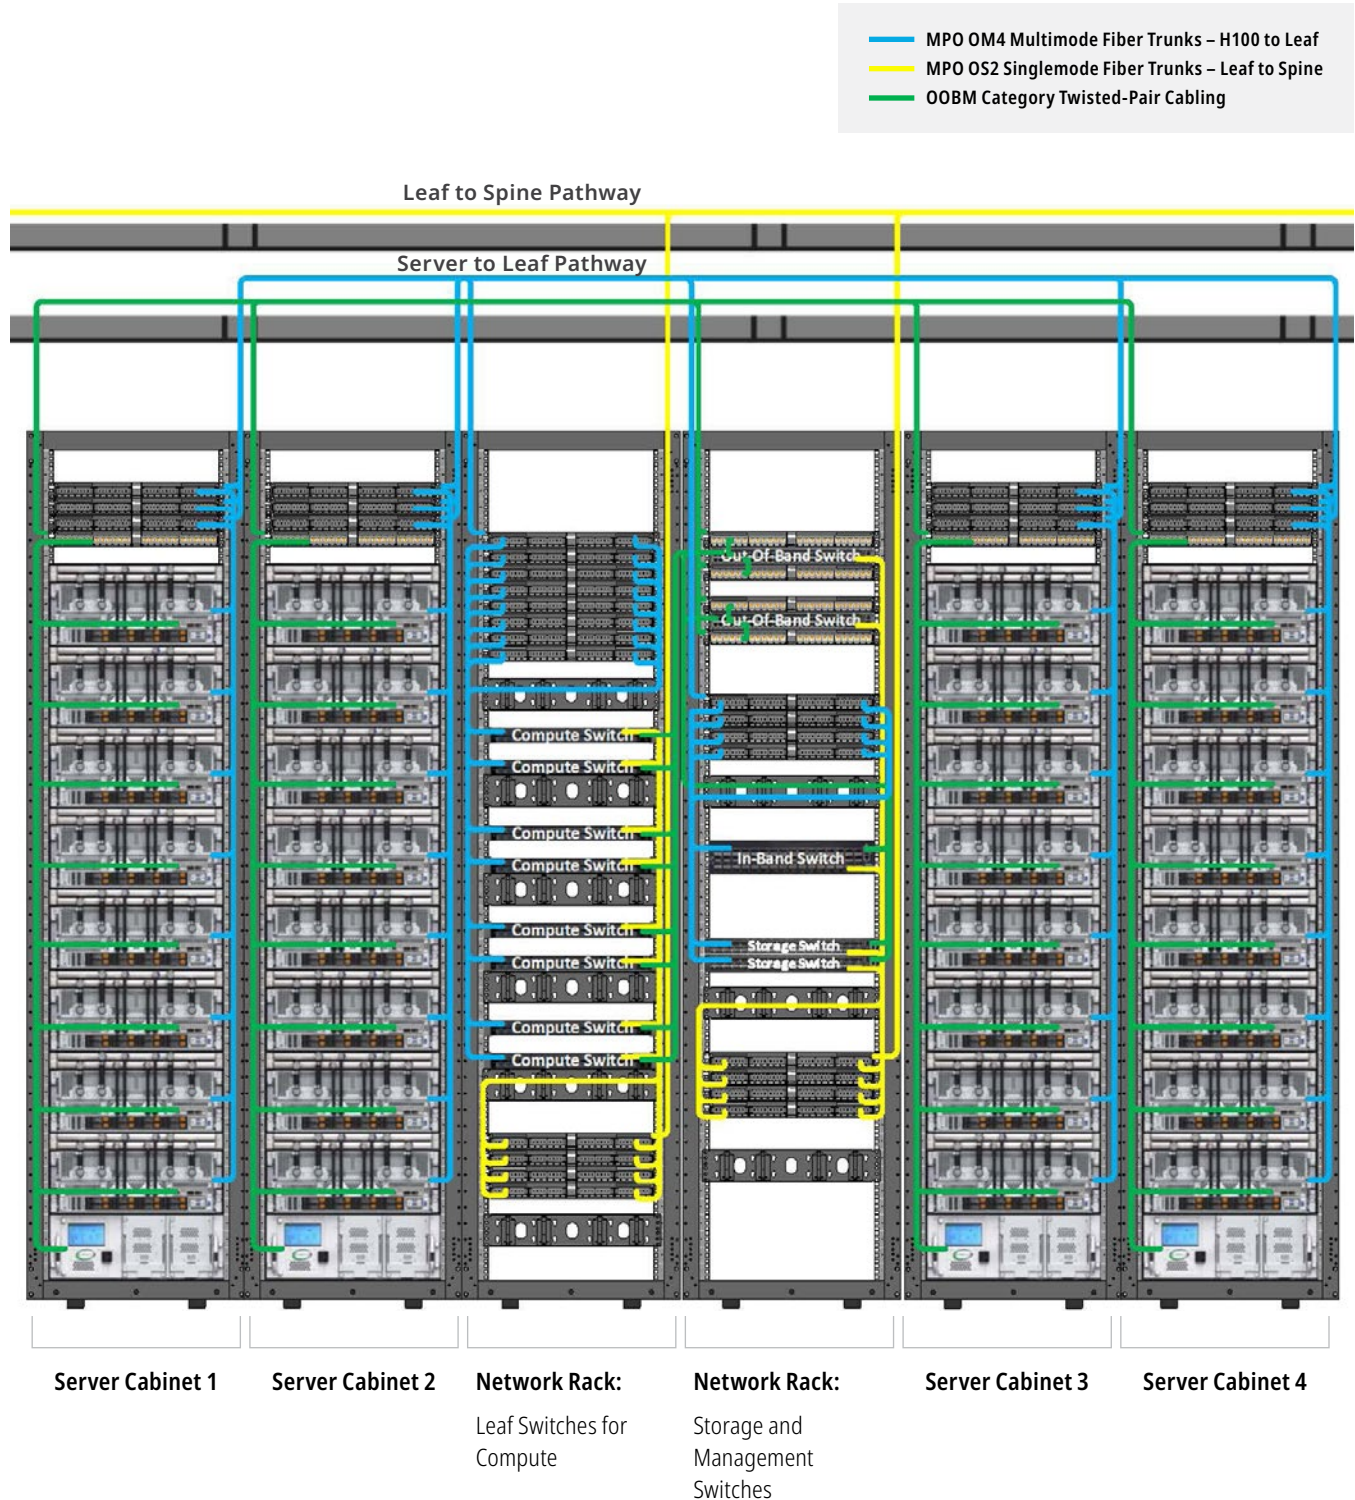 MPO OM4 Multimode Fiber Trunks – H100 to Leaf
MPO OS2 Singlemode Fiber Trunks – Leaf to Spine
OOBM Category Twisted-Pair Cabling
Leaf to Spine Pathway
Server to Leaf Pathway
Out-Of-Band Switch
Out-Of-Band Switch
Compute Switch
Compute Switch
Compute Switch
Compute Switch
Compute Switch
Compute Switch
Compute Switch
Compute Switch
In-Band Switch
Storage Switch
Storage Switch
Server Cabinet 1
Server Cabinet 2
Network Rack:
Leaf Switches for
Compute
Network Rack:
Storage and
Management
Switches
Server Cabinet 3
Server Cabinet 4